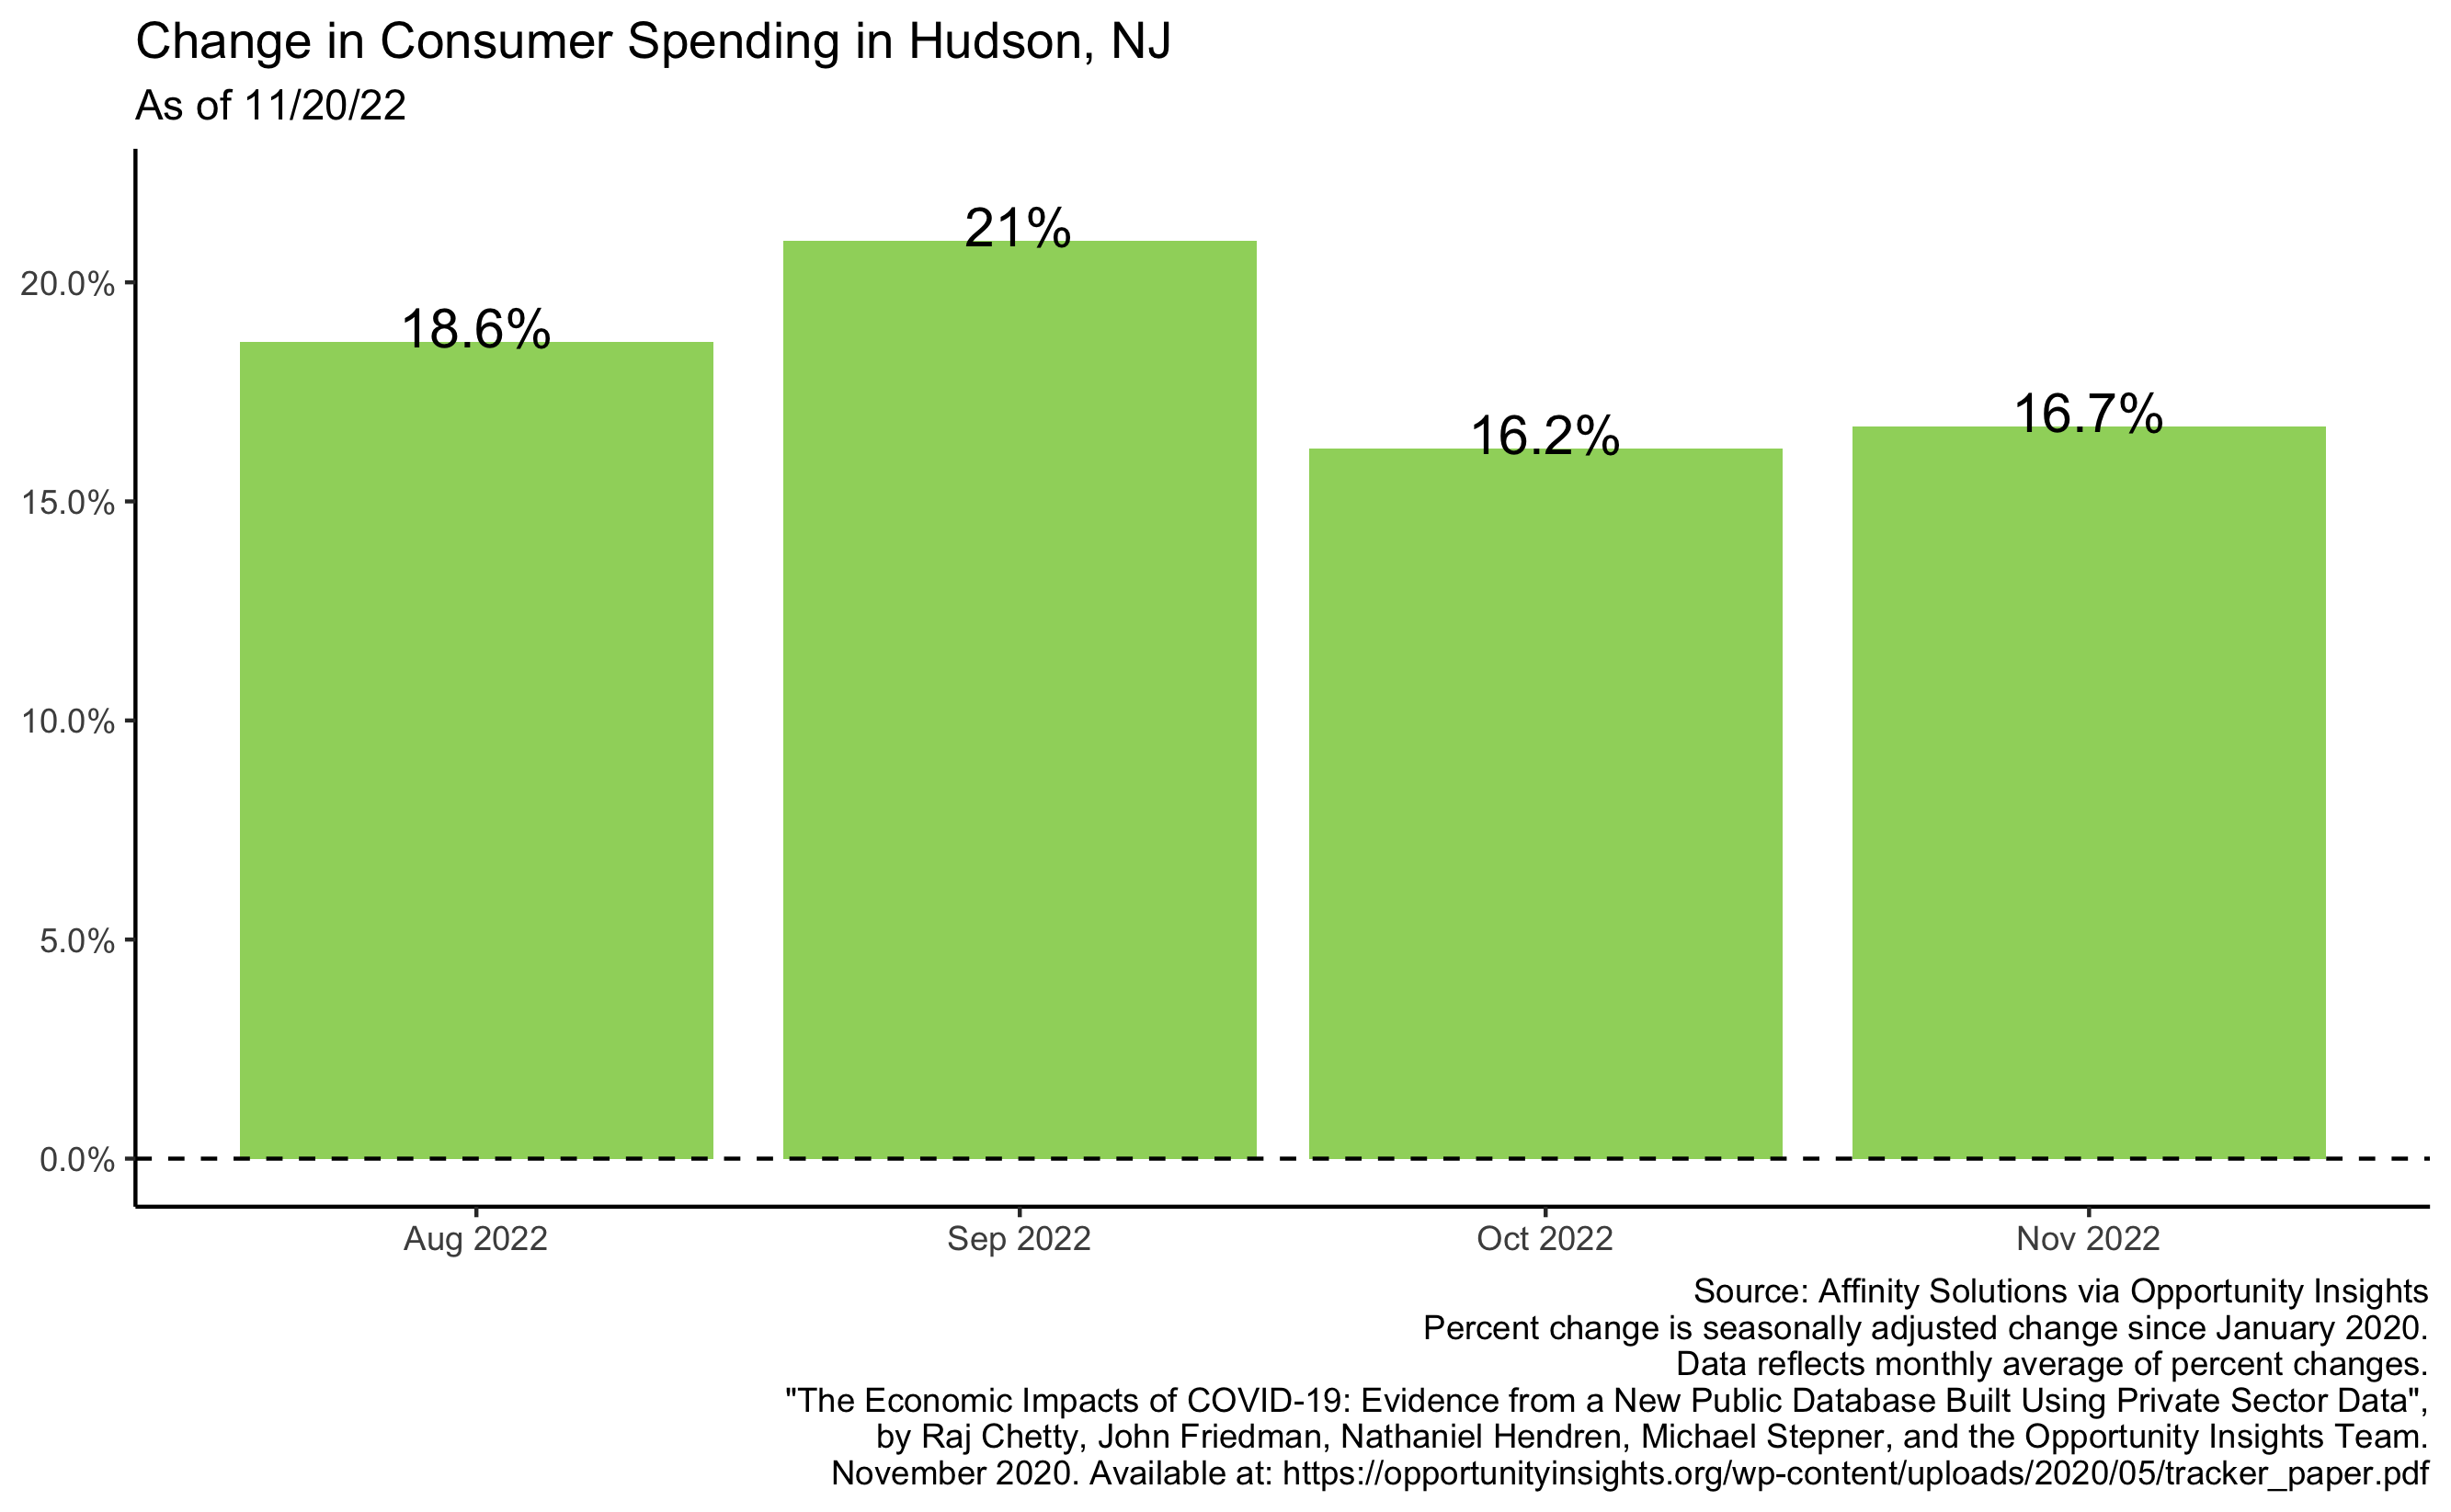 Change in Consumer Spending in Hudson, NJ
As of 11/20/22
21%
18.6%
16.7%
16.2%
20.0%
15.0%
10.0%
5.0%
0.0%
Aug 2022 Sep 2022 Oct 2022 Nov 2022
Source: Affinity Solutions via Opportunity Insights
Percent change is seasonally adjusted change since January 2020.
Data reflects monthly average of percent changes.
"The Economic Impacts of COVID-19: Evidence from a New Public Database Built Using Private Sector Data",
by Raj Chetty, John Friedman, Nathaniel Hendren, Michael Stepner, and the Opportunity Insights Team.
November 2020. Available at: https://opportunityinsights.org/wp-content/uploads/2020/05/tracker_paper.pdf